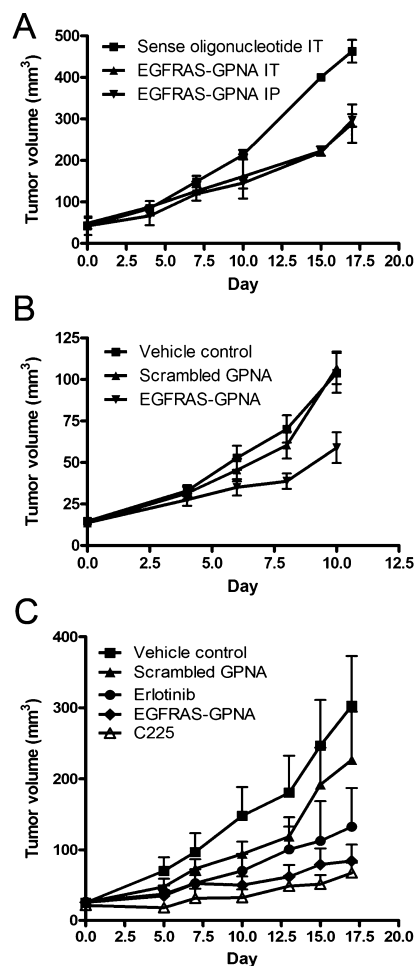 A
Tumor volume (mm³)
500
400
300
200
100
0
Sense oligonucleotide IT
EGFRAS-GPNA IT
EGFRAS-GPNA IP
0.0 2.5 5.0 7.5 10.0 12.5 15.0 17.5 20.0
Day
B
Tumor volume (mm³)
125
100
75
50
25
0
Vehicle control
Scrambled GPNA
EGFRAS-GPNA
0.0 2.5 5.0 7.5 10.0 12.5
Day
C
Tumor volume (mm³)
400
300
200
100
0
Vehicle control
Scrambled GPNA
Erlotinib
EGFRAS-GPNA
C225
0.0 2.5 5.0 7.5 10.0 12.5 15.0 17.5 20.0
Day